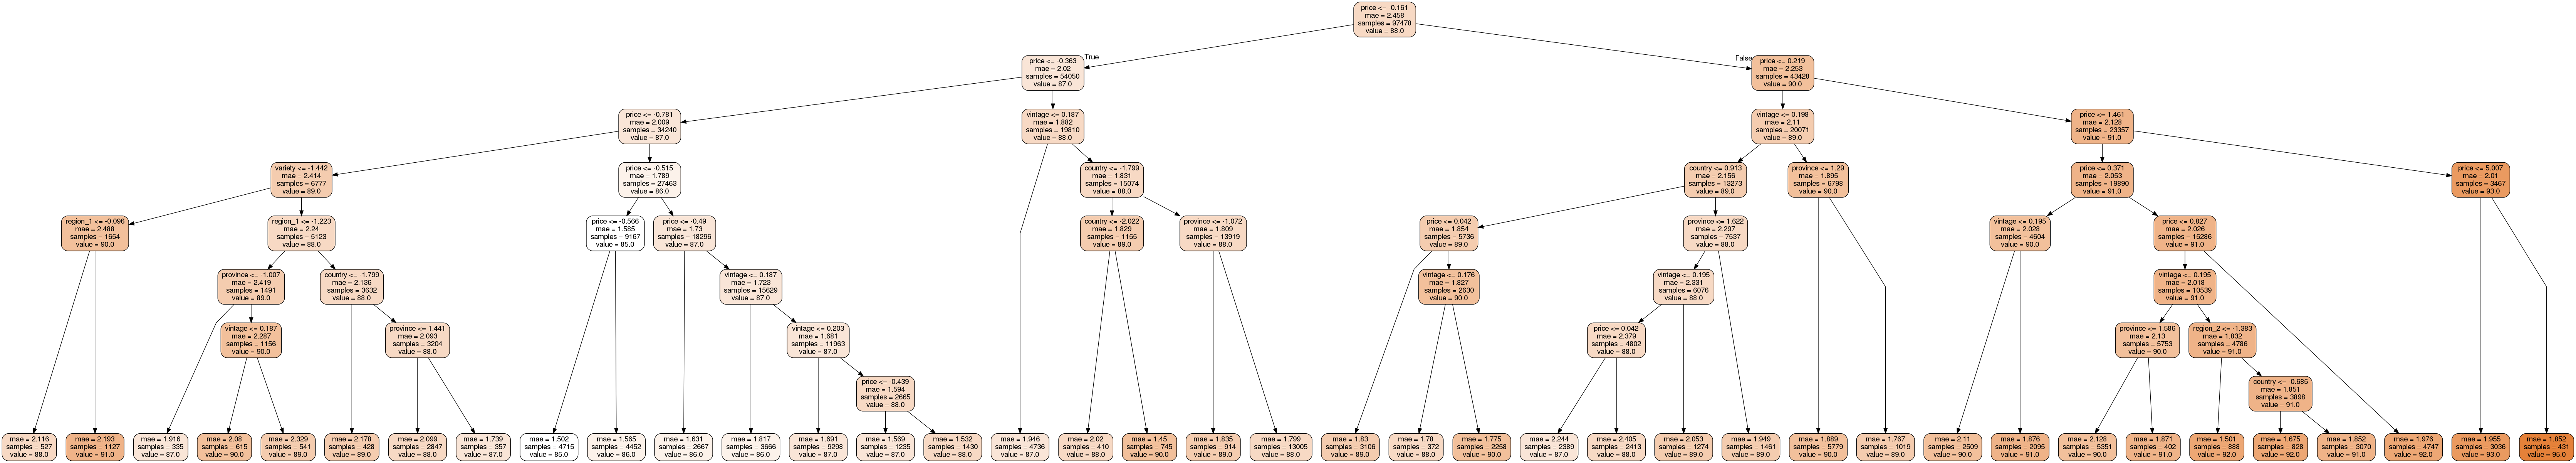 price <= -0.161
mae = 2.458
samples = 97478
value = 88.0
True
False
price <= -0.363
mae = 2.02
samples = 54050
value = 87.0
price <= 0.219
mae = 2.253
samples = 43428
value = 90.0
price <= -0.781
mae = 2.009
samples = 34240
value = 87.0
vintage <= 0.187
mae = 1.882
samples = 19810
value = 88.0
vintage <= 0.198
mae = 2.11
samples = 20071
value = 89.0
price <= 1.461
mae = 2.128
samples = 23357
value = 91.0
variety <= -1.442
mae = 2.414
samples = 6777
value = 89.0
price <= -0.515
mae = 1.789
samples = 27463
value = 86.0
country <= -1.799
mae = 1.831
samples = 15074
value = 88.0
country <= 0.913
mae = 2.156
samples = 13273
value = 89.0
province <= 1.29
mae = 1.895
samples = 6798
value = 90.0
price <= 0.371
mae = 2.053
samples = 19890
value = 91.0
price <= 5.007
mae = 2.01
samples = 3467
value = 93.0
region_1 <= -0.096
mae = 2.488
samples = 1654
value = 90.0
region_1 <= -1.223
mae = 2.24
samples = 5123
value = 88.0
price <= -0.566
mae = 1.585
samples = 9167
value = 85.0
price <= -0.49
mae = 1.73
samples = 18296
value = 87.0
country <= -2.022
mae = 1.829
samples = 1155
value = 89.0
province <= -1.072
mae = 1.809
samples = 13919
value = 88.0
price <= 0.042
mae = 1.854
samples = 5736
value = 89.0
province <= 1.622
mae = 2.297
samples = 7537
value = 88.0
vintage <= 0.195
mae = 2.028
samples = 4604
value = 90.0
price <= 0.827
mae = 2.026
samples = 15286
value = 91.0
province <= -1.007
mae = 2.419
samples = 1491
value = 89.0
country <= -1.799
mae = 2.136
samples = 3632
value = 88.0
vintage <= 0.187
mae = 1.723
samples = 15629
value = 87.0
vintage <= 0.176
mae = 1.827
samples = 2630
value = 90.0
vintage <= 0.195
mae = 2.331
samples = 6076
value = 88.0
vintage <= 0.195
mae = 2.018
samples = 10539
value = 91.0
vintage <= 0.187
mae = 2.287
samples = 1156
value = 90.0
province <= 1.441
mae = 2.093
samples = 3204
value = 88.0
vintage <= 0.203
mae = 1.681
samples = 11963
value = 87.0
price <= 0.042
mae = 2.379
samples = 4802
value = 88.0
province <= 1.586
mae = 2.13
samples = 5753
value = 90.0
region_2 <= -1.383
mae = 1.832
samples = 4786
value = 91.0
price <= -0.439
mae = 1.594
samples = 2665
value = 88.0
country <= -0.685
mae = 1.851
samples = 3898
value = 91.0
mae = 2.116
samples = 527
value = 88.0
mae = 2.193
samples = 1127
value = 91.0
mae = 1.916
samples = 335
value = 87.0
mae = 2.08
samples = 615
value = 90.0
mae = 2.329
samples = 541
value = 89.0
mae = 2.178
samples = 428
value = 89.0
mae = 2.099
samples = 2847
value = 88.0
mae = 1.739
samples = 357
value = 87.0
mae = 1.502
samples = 4715
value = 85.0
mae = 1.565
samples = 4452
value = 86.0
mae = 1.631
samples = 2667
value = 86.0
mae = 1.817
samples = 3666
value = 86.0
mae = 1.691
samples = 9298
value = 87.0
mae = 1.569
samples = 1235
value = 87.0
mae = 1.532
samples = 1430
value = 88.0
mae = 1.946
samples = 4736
value = 87.0
mae = 2.02
samples = 410
value = 88.0
mae = 1.45
samples = 745
value = 90.0
mae = 1.835
samples = 914
value = 89.0
mae = 1.799
samples = 13005
value = 88.0
mae = 1.83
samples = 3106
value = 89.0
mae = 1.78
samples = 372
value = 88.0
mae = 1.775
samples = 2258
value = 90.0
mae = 2.244
samples = 2389
value = 87.0
mae = 2.405
samples = 2413
value = 88.0
mae = 2.053
samples = 1274
value = 89.0
mae = 1.949
samples = 1461
value = 89.0
mae = 1.889
samples = 5779
value = 90.0
mae = 1.767
samples = 1019
value = 89.0
mae = 2.11
samples = 2509
value = 90.0
mae = 1.876
samples = 2095
value = 91.0
mae = 2.128
samples = 5351
value = 90.0
mae = 1.871
samples = 402
value = 91.0
mae = 1.501
samples = 888
value = 92.0
mae = 1.675
samples = 828
value = 92.0
mae = 1.852
samples = 3070
value = 91.0
mae = 1.976
samples = 4747
value = 92.0
mae = 1.955
samples = 3036
value = 93.0
mae = 1.852
samples = 431
value = 95.0